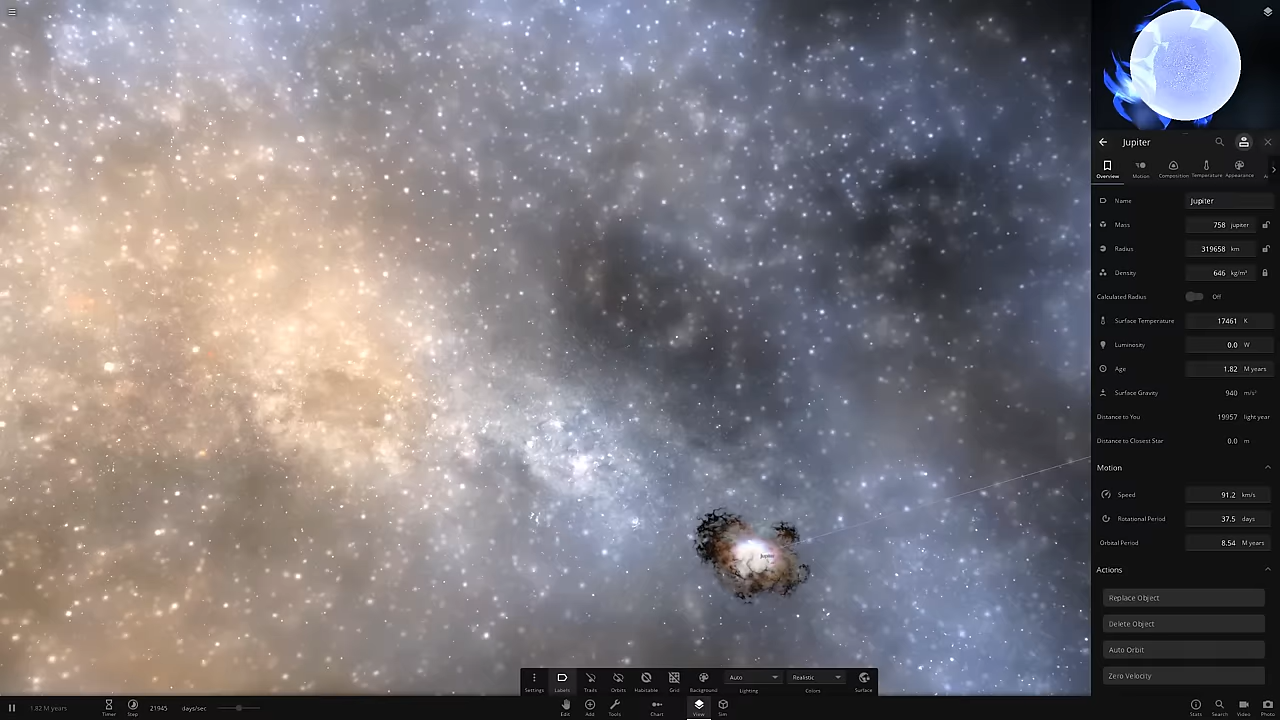 Jupiter
Overview
Motion
Composition
Temperature
Appearance
Name
Jupiter
Mass
758 jupiter
Radius
319658 km
Density
646 kg/m³
Calculated Radius
Off
Surface Temperature
17461 K
Luminosity
0.0 W
Age
1.82 M years
Surface Gravity
940 m/s²
Distance to You
19957 light year
Distance to Closest Star
0.0 m
Motion
Speed
91.2 km/s
Rotational Period
37.5 days
Orbital Period
8.54 M years
Actions
Replace Object
Delete Object
Auto Orbit
Zero Velocity
Jupiter
Settings
Labels
Trails
Orbits
Habitable
Grid
Background
Auto
Lighting
Realistic
Colors
Surface
1.82 M years
Timer
Step
21945 days/sec
Edit
Add
Tools
Chart
View
Sim
Stats
Search
Video
Photo